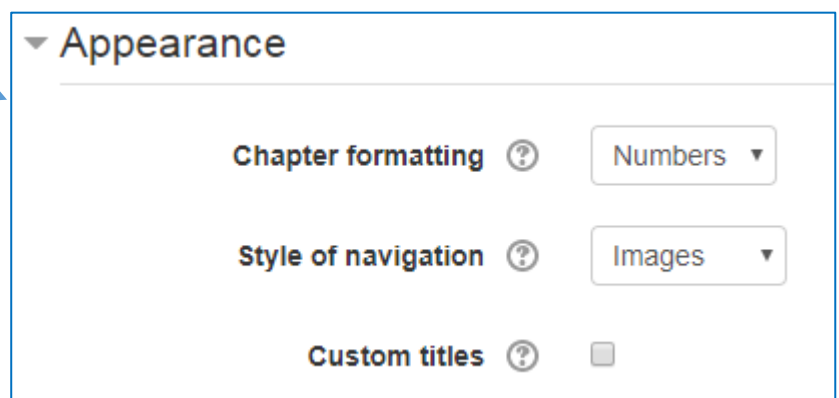 Appearance
Chapter formatting Numbers
Style of navigation Images
Custom titles